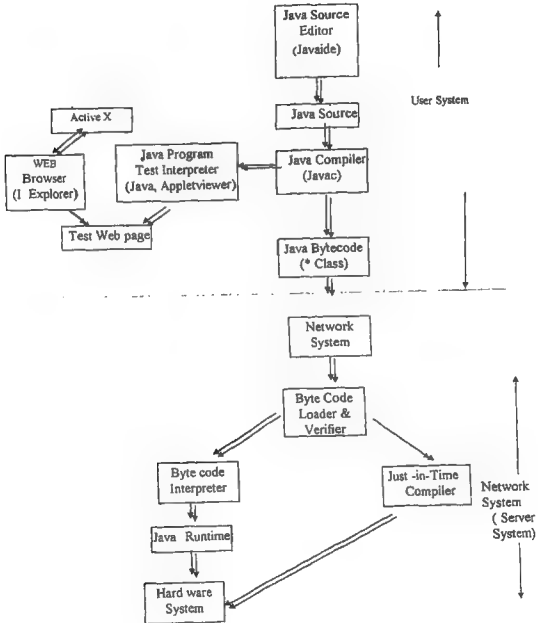 Java Source
Editor
(Javaide)
User System
Java Source
Active X
WEB
Browser
(I Explorer)
Java Program
Test Interpreter
(Java, Appletviewer)
Java Compiler
(Javac)
Test Web page
Java Bytecode
(* Class)
Network
System
Byte Code
Loader &
Verifier
Byte code
Interpreter
Just -in-Time
Compiler
Network
System
( Server
System)
Java Runtime
Hard ware
System